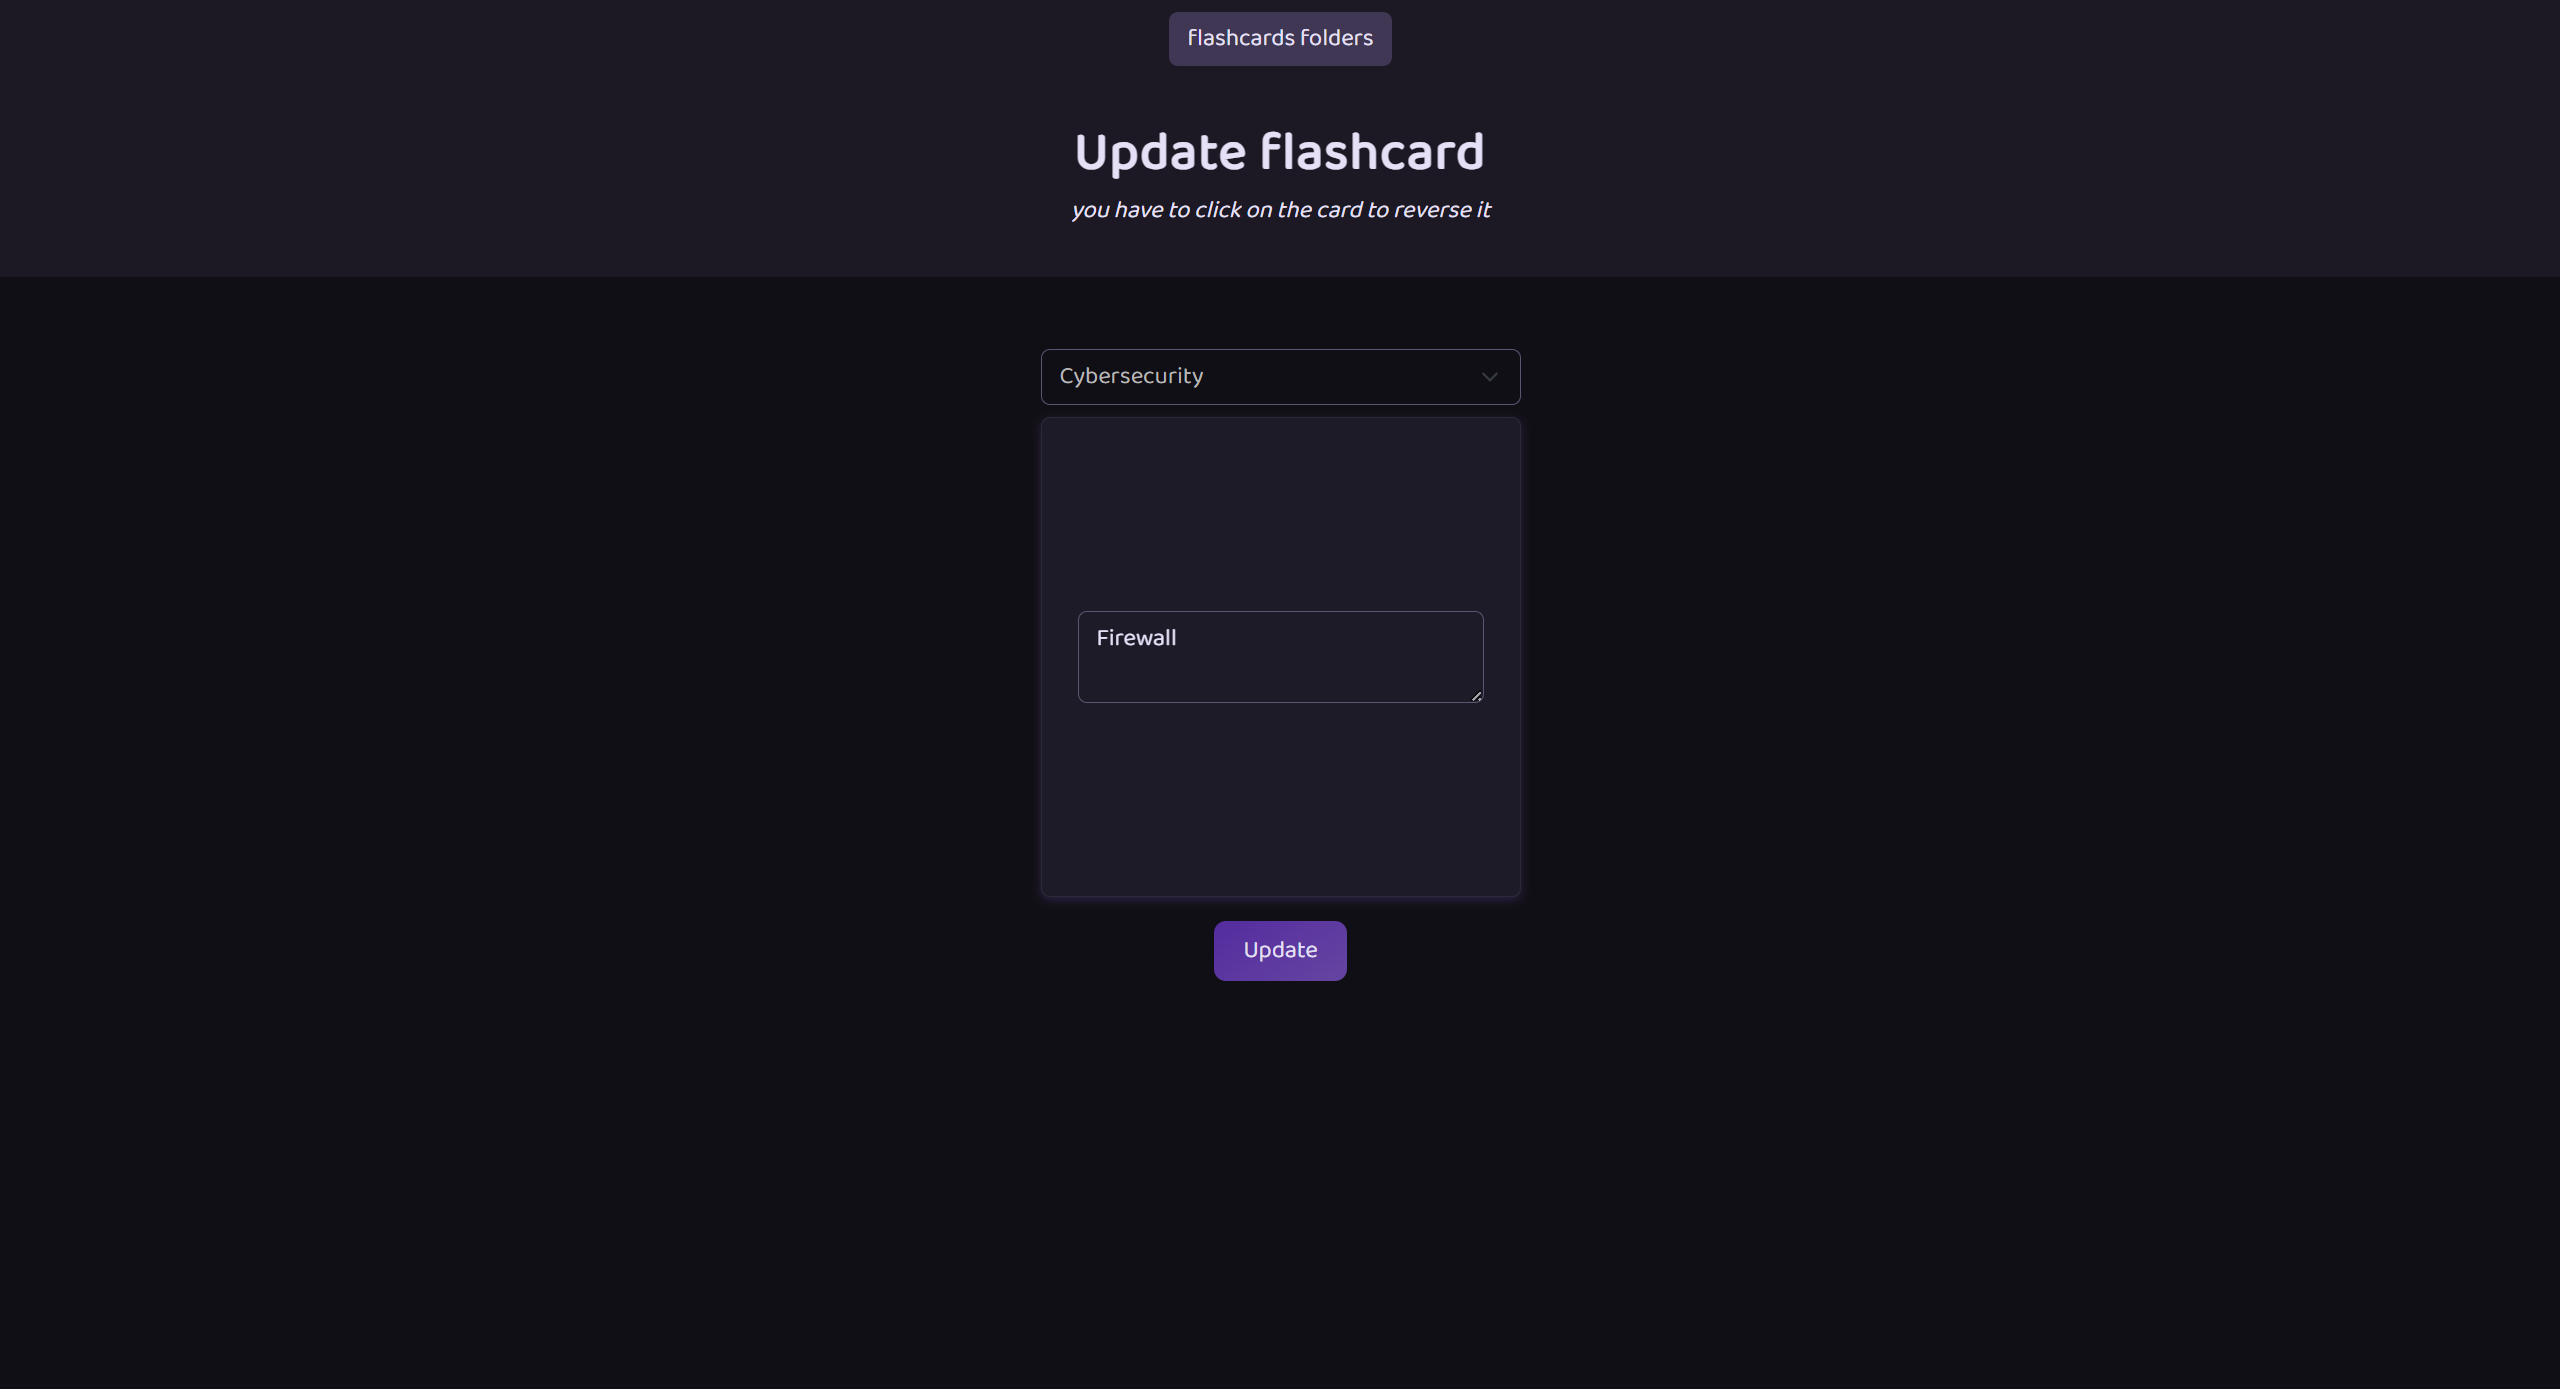 flashcards folders
Update flashcard
you have to click on the card to reverse it
Cybersecurity
Firewall
Update